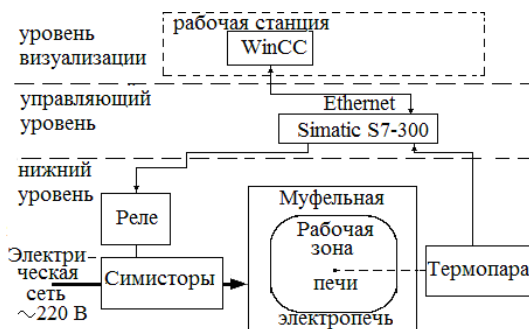 уровень
визуализации
рабочая станция
WinCC
управляющий
уровень
Ethernet
Simatic S7-300
нижний
уровень
Реле
Электри-
ческая
сеть
~220 В
Симисторы
Муфельная
Рабочая
зона
печи
электропечь
Термопара